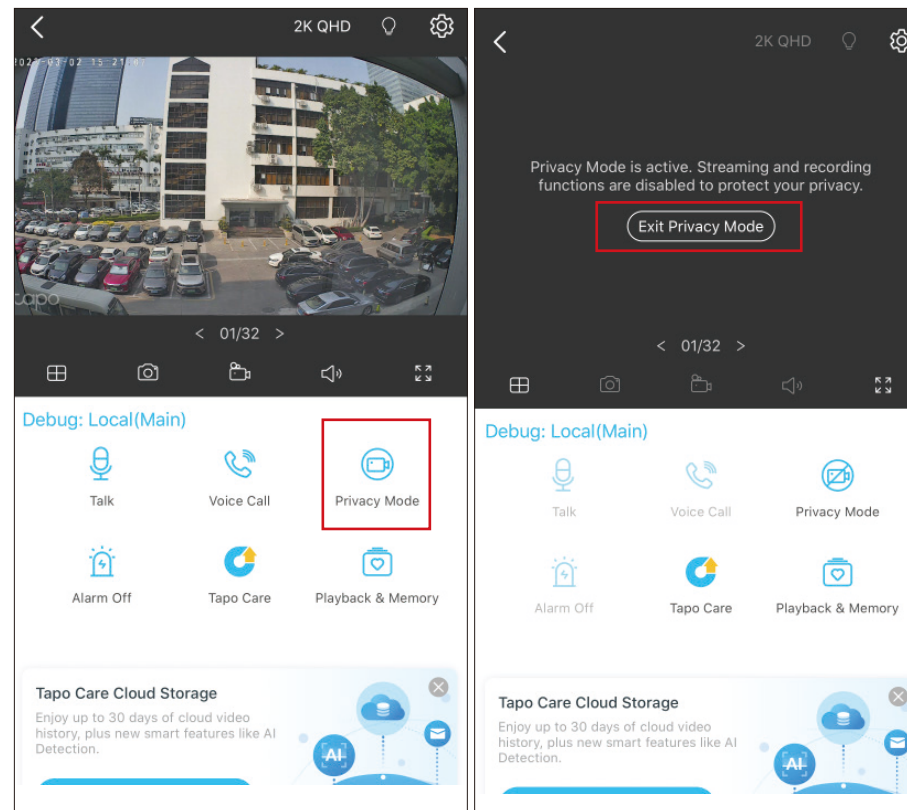 2K QHD
tapo
< 01/32 >
Debug: Local(Main)
Talk
Voice Call
Privacy Mode
Alarm Off
Tapo Care
Playback & Memory
Tapo Care Cloud Storage
Enjoy up to 30 days of cloud video
history, plus new smart features like AI
Detection.
AI
2K QHD
Privacy Mode is active. Streaming and recording
functions are disabled to protect your privacy.
Exit Privacy Mode
< 01/32 >
Debug: Local(Main)
Talk
Voice Call
Privacy Mode
Alarm Off
Tapo Care
Playback & Memory
Tapo Care Cloud Storage
Enjoy up to 30 days of cloud video
history, plus new smart features like AI
Detection.
AI